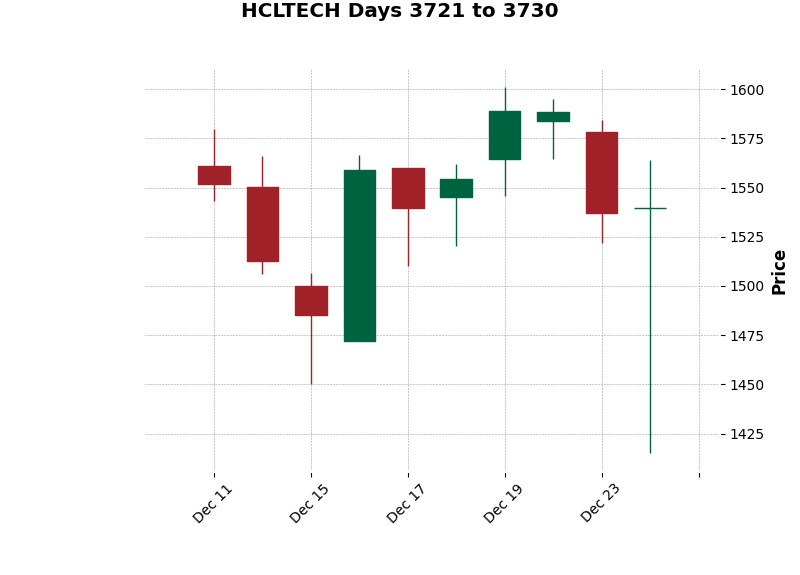 HCLTECH Days 3721 to 3730
1600
1575
1550
1525
1500
1475
1450
1425
Price
Dec 11
Dec 15
Dec 17
Dec 19
Dec 23